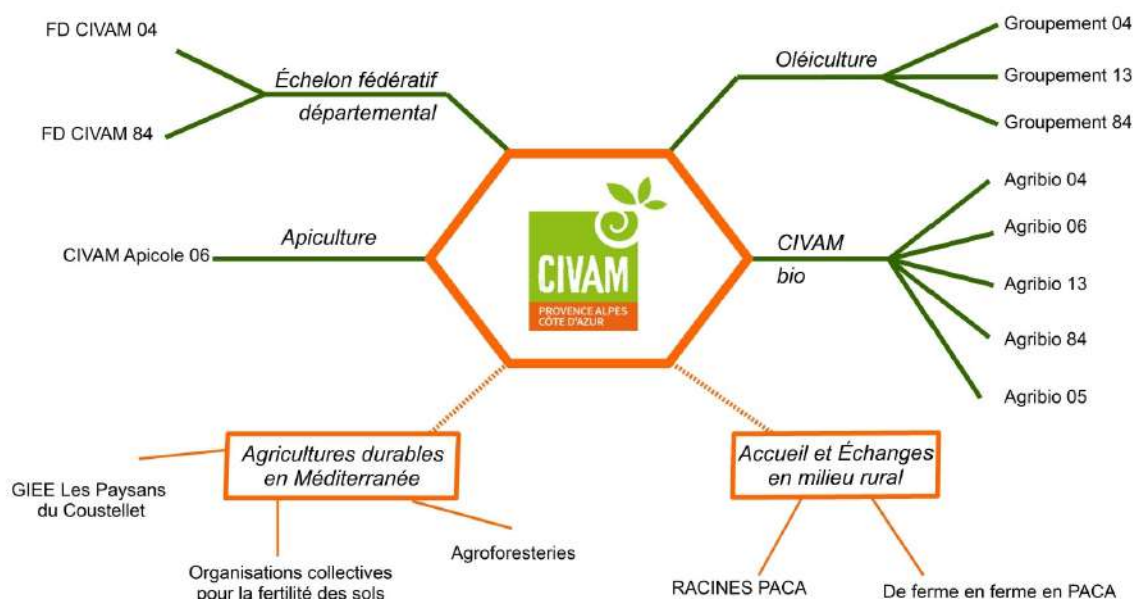 FD CIVAM 04
FD CIVAM 84
Échelon fédératif
départemental
Oléiculture
Groupement 04
Groupement 13
Groupement 84
CIVAM Apicole 06
Apiculture
CIVAM
PROVENCE ALPES
CÔTE D'AZUR
CIVAM
bio
Agribio 04
Agribio 06
Agribio 13
Agribio 84
Agribio 05
Agricultures durables
en Méditerranée
GIEE Les Paysans
du Coustellet
Organisations collectives
pour la fertilité des sols
Agroforesteries
Accueil et Échanges
en milieu rural
RACINES PACA
De ferme en ferme en PACA